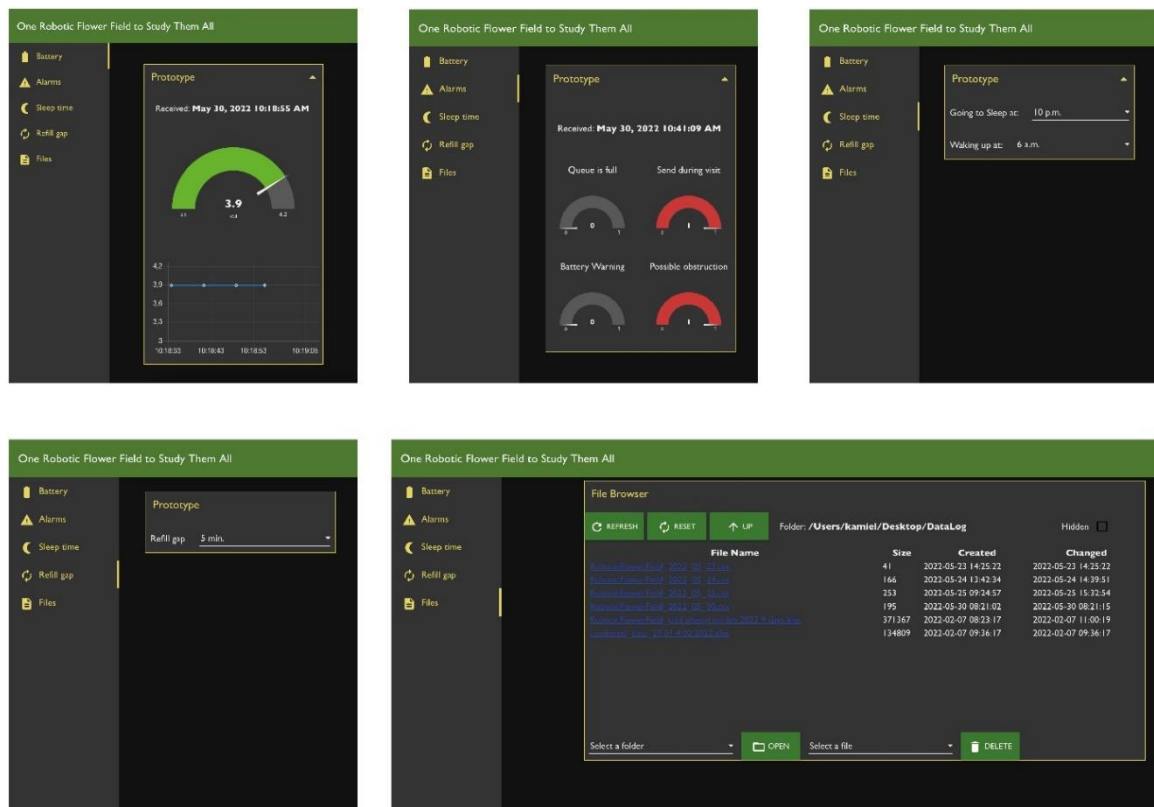 One Robotic Flower Field to Study Them All
Battery
Alarms
Sleep time
Refill gap
Files
Prototype
Received: May 30, 2022 10:18:55 AM
3.9
4.2
4,2
3,9
3,6
3,3
3
10:18:33 10:18:43 10:18:53 10:19:05
One Robotic Flower Field to Study Them All
Battery
Alarms
Sleep time
Refill gap
Files
Prototype
Received: May 30, 2022 10:41:09 AM
Queue is full Send during visit
0 1
0 1 0 1
Battery Warning Possible obstruction
0 1
0 1 0 1
One Robotic Flower Field to Study Them All
Battery
Alarms
Sleep time
Refill gap
Files
Prototype
Going to Sleep at: 10 p.m.
Waking up at: 6 a.m.
One Robotic Flower Field to Study Them All
Battery
Alarms
Sleep time
Refill gap
Files
Prototype
Refill gap 5 min.
One Robotic Flower Field to Study Them All
Battery
Alarms
Sleep time
Refill gap
Files
File Browser
REFRESH RESET UP Folder: /Users/kamiel/Desktop/DataLog Hidden
File Name Size Created Changed
41 2022-05-23 14:25:22 2022-05-23 14:25:22
166 2022-05-24 13:42:34 2022-05-24 14:39:51
253 2022-05-25 09:24:57 2022-05-25 15:32:54
195 2022-05-30 08:21:02 2022-05-30 08:21:15
371367 2022-02-07 08:23:17 2022-02-07 11:00:19
134809 2022-02-07 09:36:17 2022-02-07 09:36:17
Select a folder OPEN Select a file DELETE